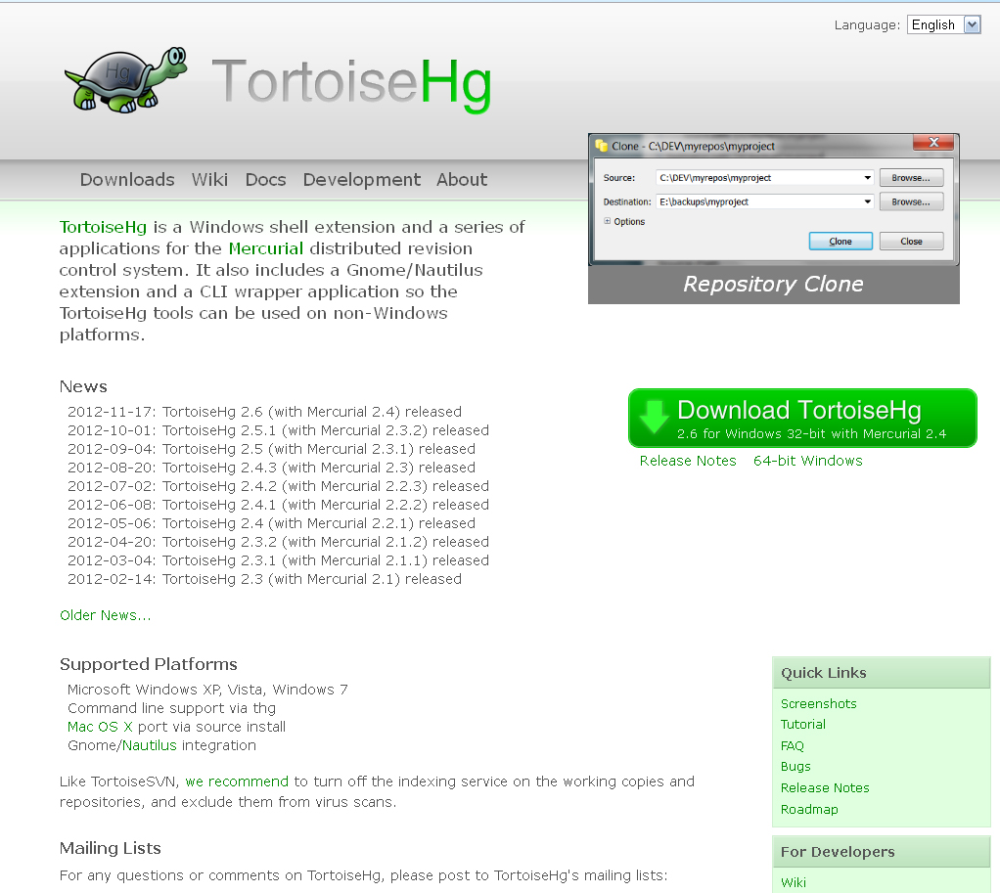 Language: English
Hg
TortoiseHg
Downloads Wiki Docs Development About
Clone - C:\DEV\myrepos\myproject
Source: C:\DEV\myrepos\myproject Browse...
Destination: E:\backups\myproject Browse...
Options
Clone Close
Repository Clone
TortoiseHg is a Windows shell extension and a series of
applications for the Mercurial distributed revision
control system. It also includes a Gnome/Nautilus
extension and a CLI wrapper application so the
TortoiseHg tools can be used on non-Windows
platforms.
News
2012-11-17: TortoiseHg 2.6 (with Mercurial 2.4) released
2012-10-01: TortoiseHg 2.5.1 (with Mercurial 2.3.2) released
2012-09-04: TortoiseHg 2.5 (with Mercurial 2.3.1) released
2012-08-20: TortoiseHg 2.4.3 (with Mercurial 2.3) released
2012-07-02: TortoiseHg 2.4.2 (with Mercurial 2.2.3) released
2012-06-08: TortoiseHg 2.4.1 (with Mercurial 2.2.2) released
2012-05-06: TortoiseHg 2.4 (with Mercurial 2.2.1) released
2012-04-20: TortoiseHg 2.3.2 (with Mercurial 2.1.2) released
2012-03-04: TortoiseHg 2.3.1 (with Mercurial 2.1.1) released
2012-02-14: TortoiseHg 2.3 (with Mercurial 2.1) released
Older News...
Download TortoiseHg
2.6 for Windows 32-bit with Mercurial 2.4
Release Notes 64-bit Windows
Supported Platforms
Microsoft Windows XP, Vista, Windows 7
Command line support via thg
Mac OS X port via source install
Gnome/Nautilus integration
Like TortoiseSVN, we recommend to turn off the indexing service on the working copies and
repositories, and exclude them from virus scans.
Mailing Lists
For any questions or comments on TortoiseHg, please post to TortoiseHg's mailing lists:
Quick Links
Screenshots
Tutorial
FAQ
Bugs
Release Notes
Roadmap
For Developers
Wiki